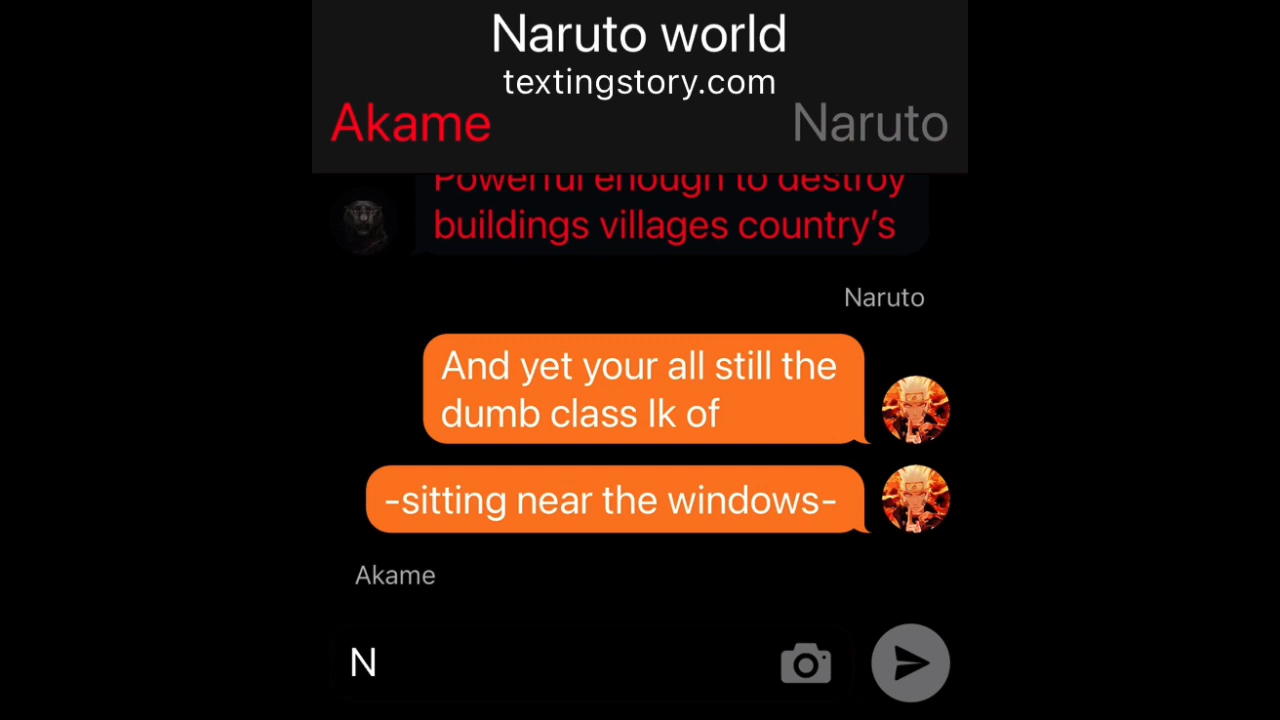 Naruto world
textingstory.com
Akame Naruto
Powerful enough to destroy
buildings villages country’s
Naruto
And yet your all still the
dumb class lk of
-sitting near the windows-
Akame
N